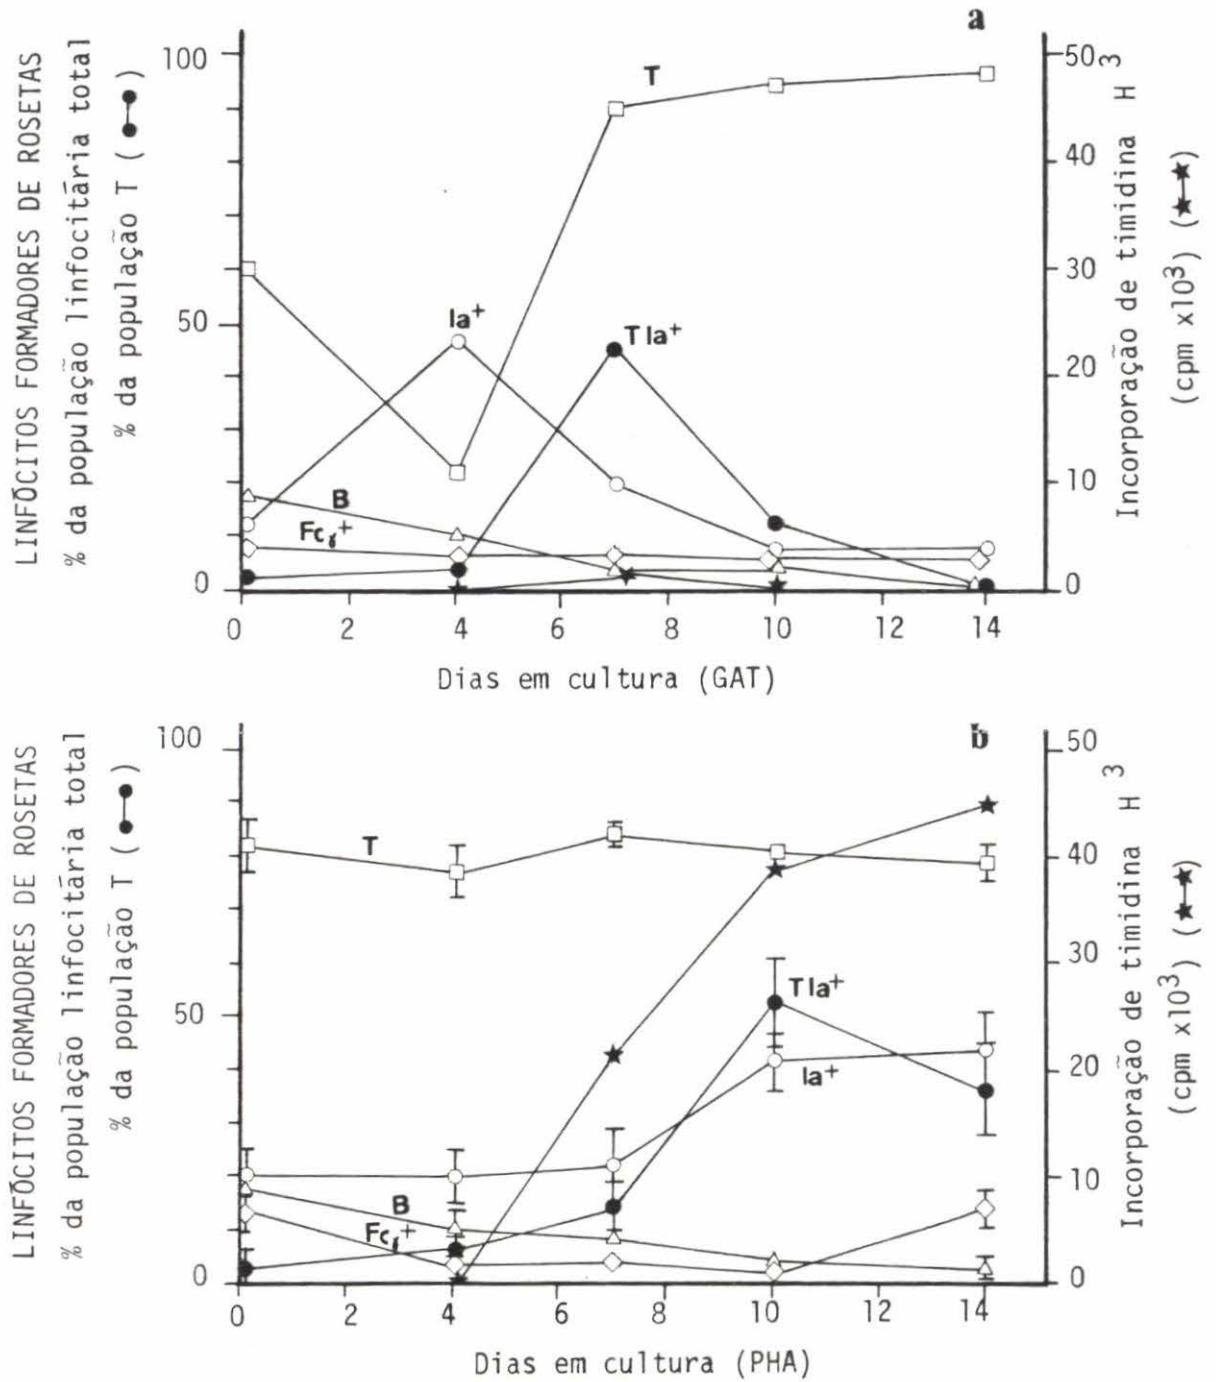 a
LINFŌCITOS FORMADORES DE ROSETAS
% da população linfocitāria total
% da população T (●—●)
100
50
0
50
40
30
20
10
0
Incorporação de timidina H³
(cpm x10³) (★—★)
T
Ia⁺
T Ia⁺
B
Fcᵧ⁺
0 2 4 6 8 10 12 14
Dias em cultura (GAT)
b
LINFŌCITOS FORMADORES DE ROSETAS
% da população linfocitāria total
% da população T (●—●)
100
50
0
50
40
30
20
10
0
Incorporação de timidina H³
(cpm x10³) (★—★)
T
T Ia⁺
Ia⁺
B
Fcᵧ⁺
0 2 4 6 8 10 12 14
Dias em cultura (PHA)